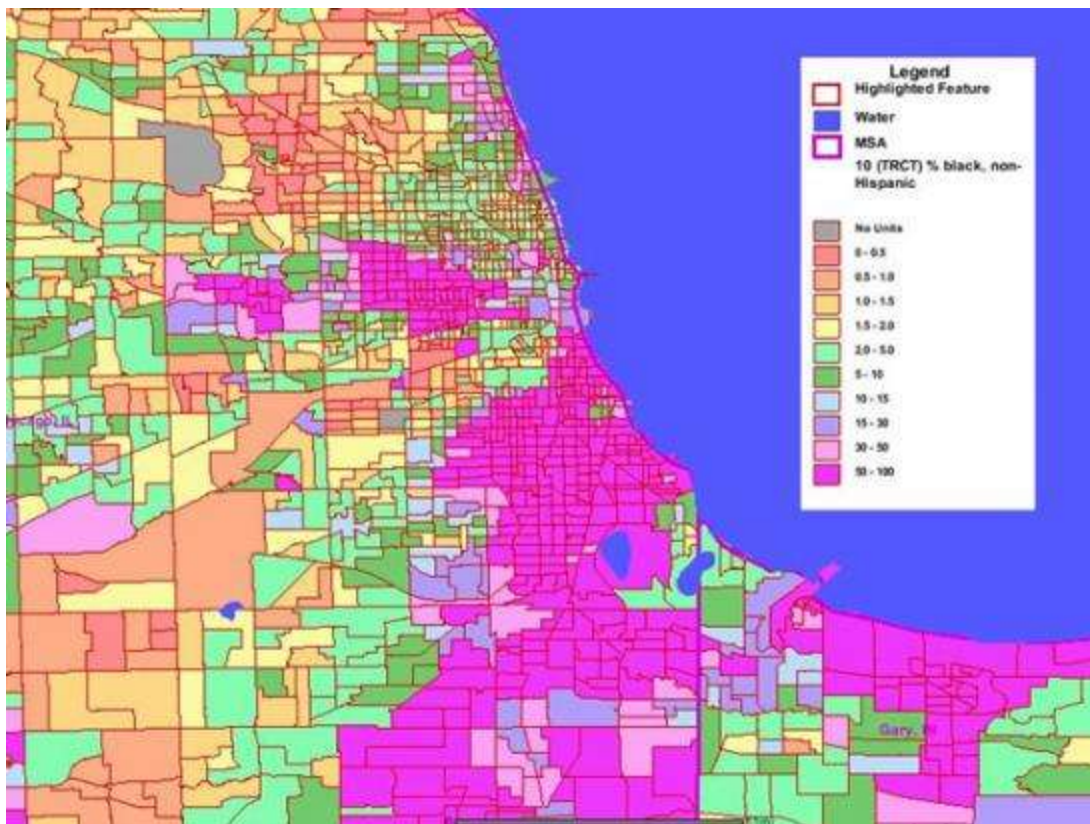 Legend
Highlighted Feature
Water
MSA
10 (TRCT) % black, non-
Hispanic
No Units
0 - 0.5
0.5 - 1.0
1.0 - 1.5
1.5 - 2.0
2.0 - 5.0
5 - 10
10 - 15
15 - 30
30 - 50
50 - 100
Gary,